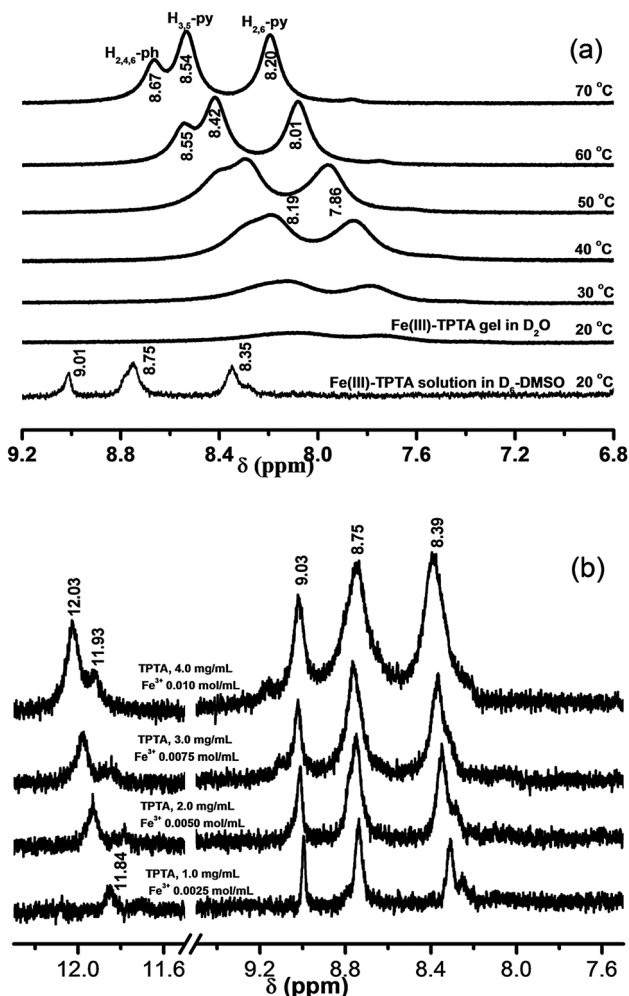 (a)
H2,4,6-ph
H3,5-py
H2,6-py
8.67
8.54
8.20
70 °C
8.55
8.42
8.01
60 °C
50 °C
8.19
7.86
40 °C
30 °C
Fe(III)-TPTA gel in D2O
20 °C
9.01
8.75
8.35
Fe(III)-TPTA solution in D6-DMSO 20 °C
9.2 8.8 8.4 8.0 7.6 7.2 6.8
δ (ppm)
(b)
12.03
11.93
9.03
8.75
8.39
TPTA, 4.0 mg/mL
Fe3+ 0.010 mol/mL
TPTA, 3.0 mg/mL
Fe3+ 0.0075 mol/mL
TPTA, 2.0 mg/mL
Fe3+ 0.0050 mol/mL
11.84
TPTA, 1.0 mg/mL
Fe3+ 0.0025 mol/mL
12.0 11.6 9.2 8.8 8.4 8.0 7.6
δ (ppm)